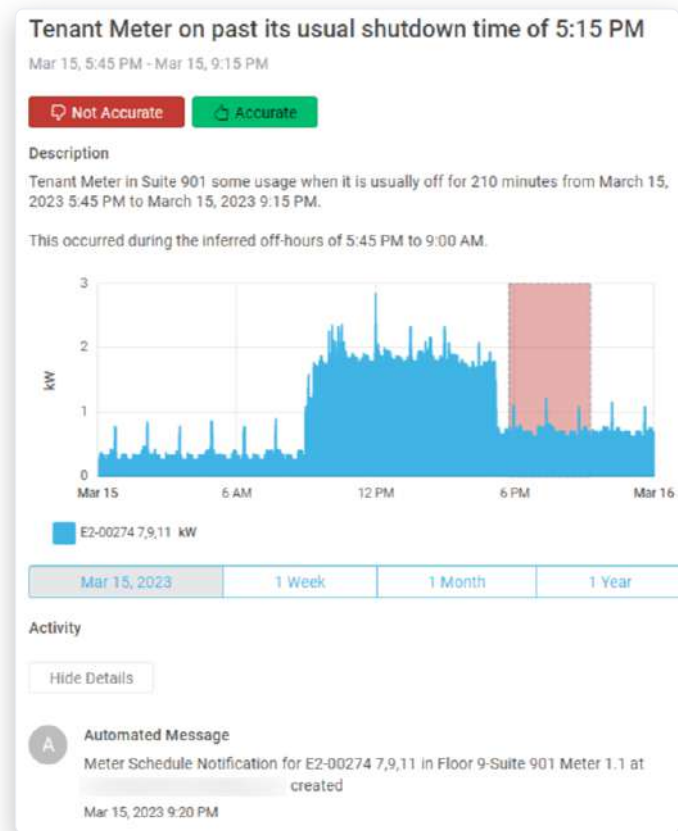 Tenant Meter on past its usual shutdown time of 5:15 PM
Mar 15, 5:45 PM - Mar 15, 9:15 PM
Not Accurate
Accurate
Description
Tenant Meter in Suite 901 some usage when it is usually off for 210 minutes from March 15,
2023 5:45 PM to March 15, 2023 9:15 PM.
This occurred during the inferred off-hours of 5:45 PM to 9:00 AM.
3
2
kW
1
0
Mar 15
6 AM
12 PM
6 PM
Mar 16
E2-00274 7,9,11 kW
Mar 15, 2023
1 Week
1 Month
1 Year
Activity
Hide Details
A
Automated Message
Meter Schedule Notification for E2-00274 7,9,11 in Floor 9-Suite 901 Meter 1.1 at
created
Mar 15, 2023 9:20 PM